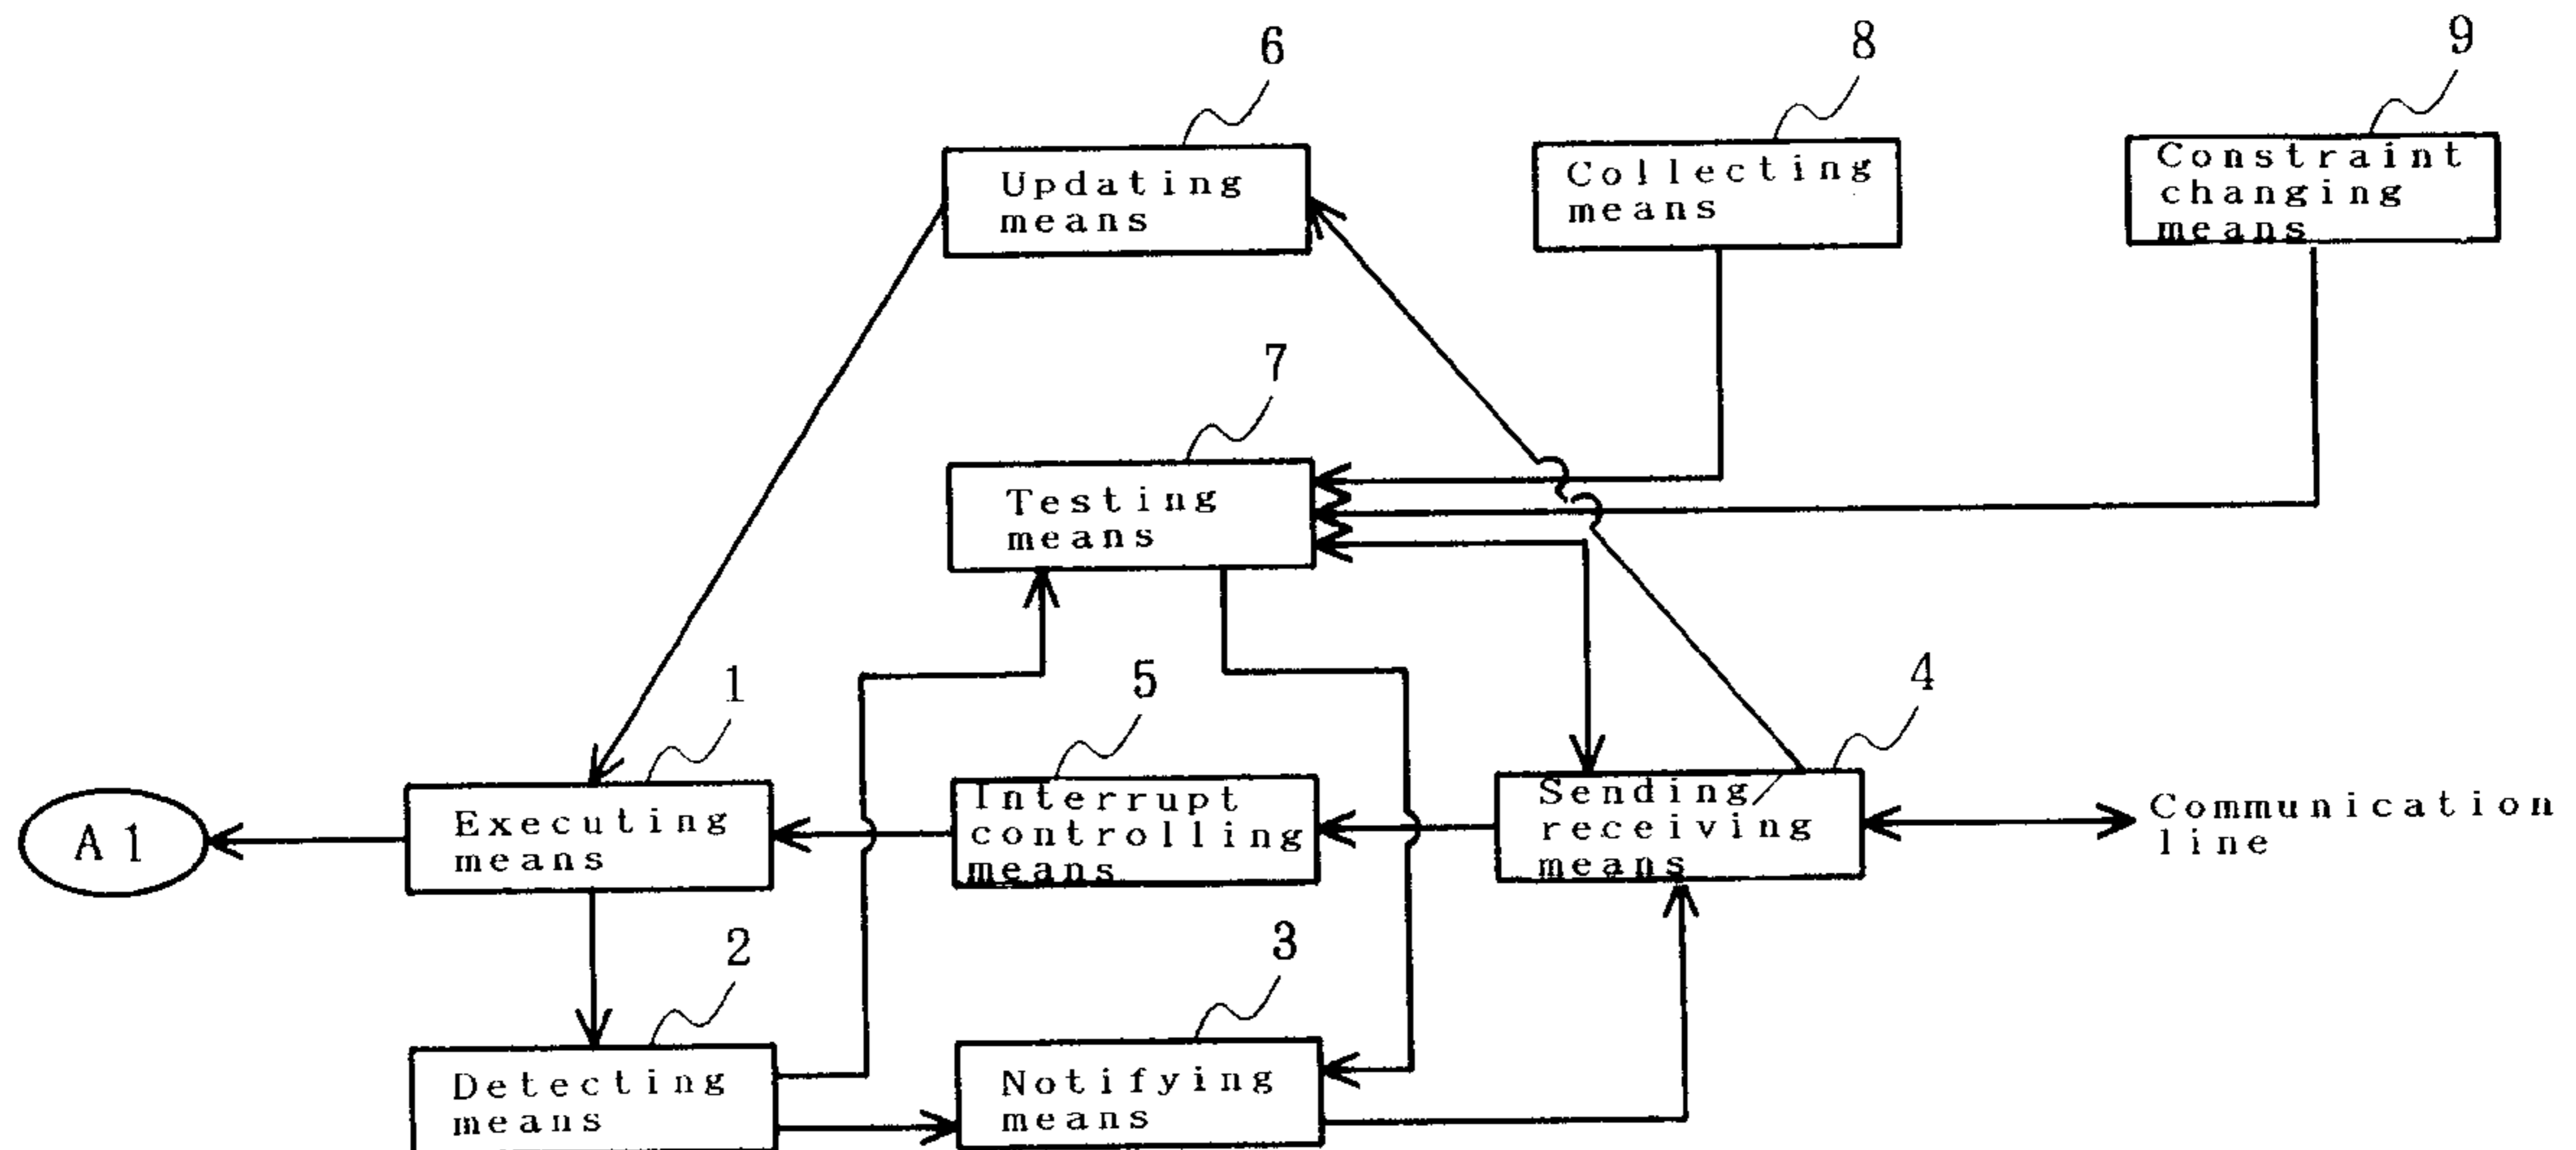 6
8
9
Updating
means
Collecting
means
Constraint
changing
means
7
Testing
means
1
5
4
A1
Executing
means
Interrupt
controlling
means
Sending/
receiving
means
Communication
line
2
3
Detecting
means
Notifying
means